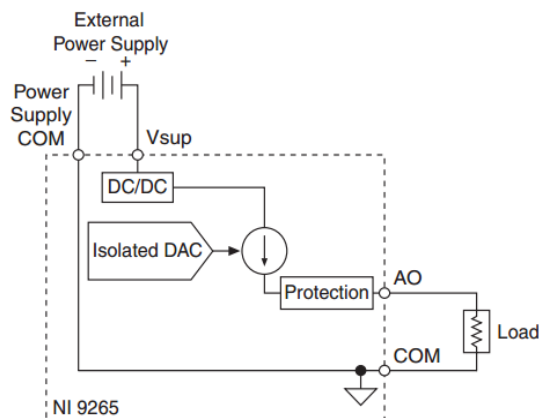 External
Power Supply
− +
Power
Supply
COM
Vsup
DC/DC
Isolated DAC
Protection
AO
Load
COM
NI 9265